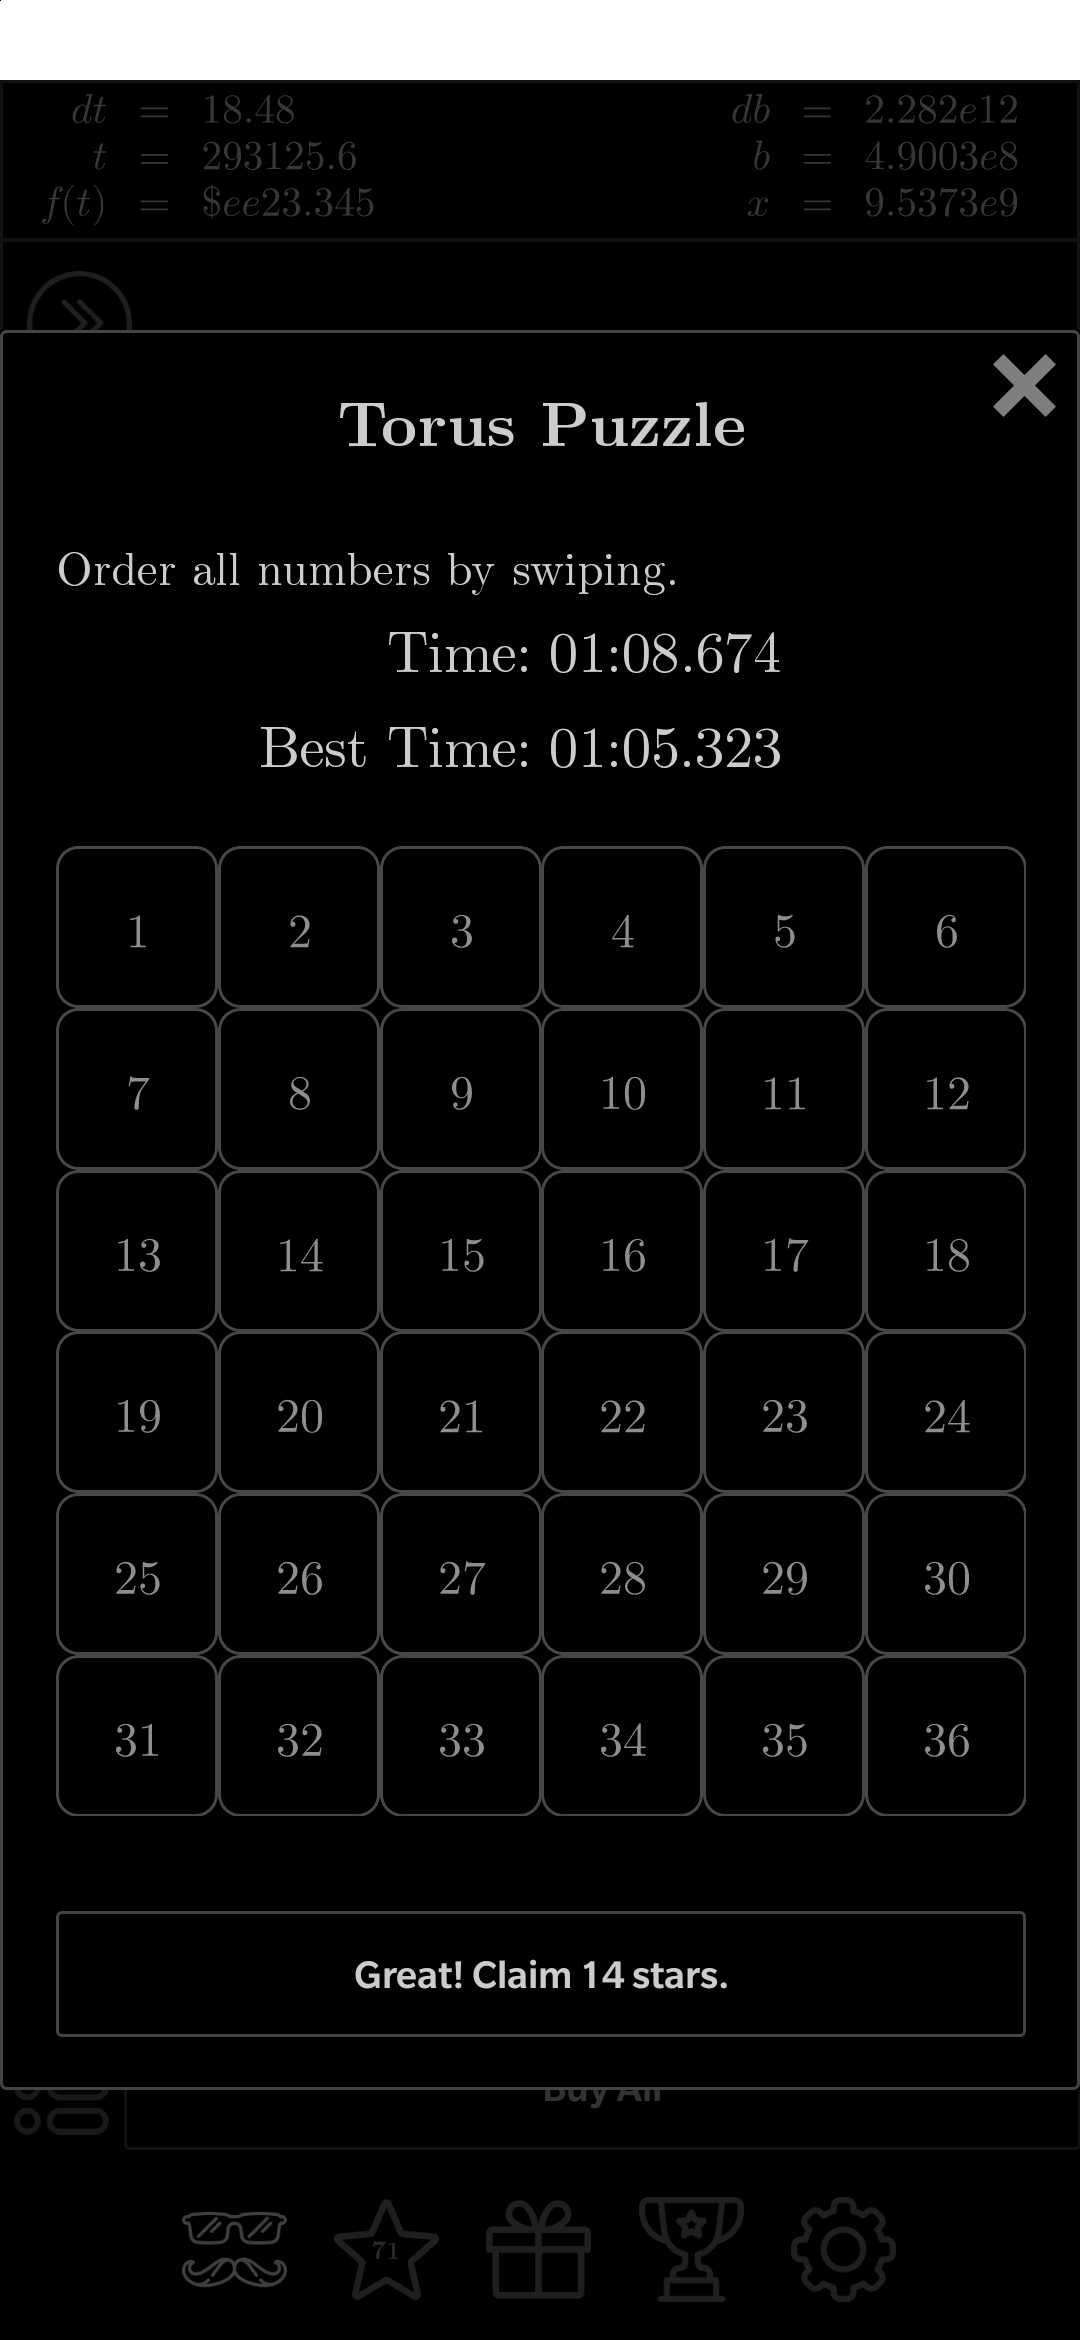 dt = 18.48 db = 2.282e12
t = 293125.6 b = 4.9003e8
f(t) = $ee23.345 x = 9.5373e9
Torus Puzzle
Order all numbers by swiping.
Time: 01:08.674
Best Time: 01:05.323
1 2 3 4 5 6
7 8 9 10 11 12
13 14 15 16 17 18
19 20 21 22 23 24
25 26 27 28 29 30
31 32 33 34 35 36
Great! Claim 14 stars.
Buy All
71